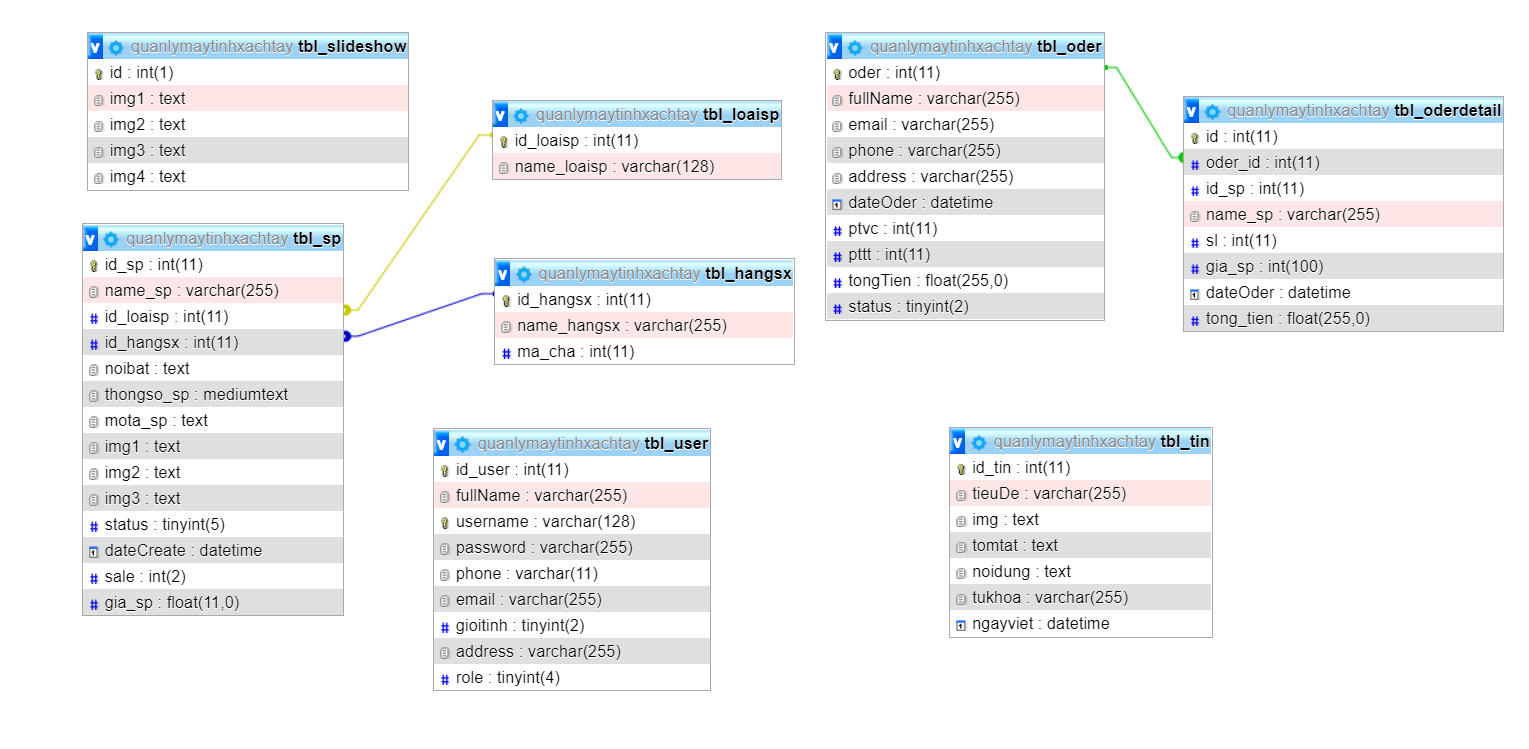 v quanlymaytinhxachtay tbl_slideshow
id : int(1)
img1 : text
img2 : text
img3 : text
img4 : text
v quanlymaytinhxachtay tbl_sp
id_sp : int(11)
name_sp : varchar(255)
# id_loaisp : int(11)
# id_hangsx : int(11)
noibat : text
thongso_sp : mediumtext
mota_sp : text
img1 : text
img2 : text
img3 : text
# status : tinyint(5)
dateCreate : datetime
# sale : int(2)
# gia_sp : float(11,0)
v quanlymaytinhxachtay tbl_loaisp
id_loaisp : int(11)
name_loaisp : varchar(128)
v quanlymaytinhxachtay tbl_hangsx
id_hangsx : int(11)
name_hangsx : varchar(255)
# ma_cha : int(11)
v quanlymaytinhxachtay tbl_user
id_user : int(11)
fullName : varchar(255)
username : varchar(128)
password : varchar(255)
phone : varchar(11)
email : varchar(255)
# gioitinh : tinyint(2)
address : varchar(255)
# role : tinyint(4)
v quanlymaytinhxachtay tbl_oder
oder : int(11)
fullName : varchar(255)
email : varchar(255)
phone : varchar(255)
address : varchar(255)
dateOder : datetime
# ptvc : int(11)
# pttt : int(11)
# tongTien : float(255,0)
# status : tinyint(2)
v quanlymaytinhxachtay tbl_oderdetail
id : int(11)
# oder_id : int(11)
# id_sp : int(11)
name_sp : varchar(255)
# sl : int(11)
# gia_sp : int(100)
dateOder : datetime
# tong_tien : float(255,0)
v quanlymaytinhxachtay tbl_tin
id_tin : int(11)
tieuDe : varchar(255)
img : text
tomtat : text
noidung : text
tukhoa : varchar(255)
ngayviet : datetime